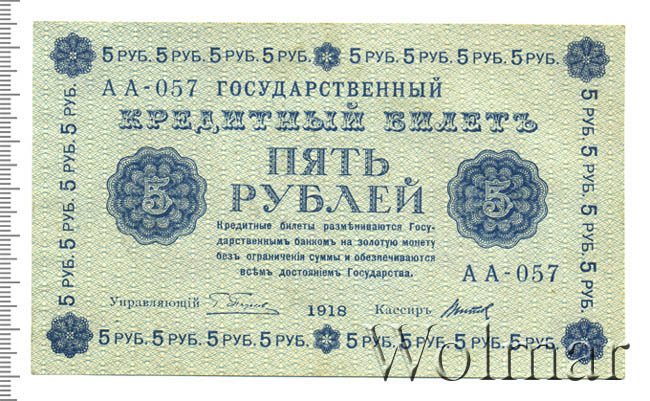 5 РУБ. 5 РУБ. 5 РУБ. 5 РУБ. 5 РУБ. 5 РУБ. 5 РУБ. 5 РУБ.
АА-057 ГОСУДАРСТВЕННЫЙ
КРЕДИТНЫЙ БИЛЕТЪ
ПЯТЬ
РУБЛЕЙ
5
5
Кредитные билеты размѣниваются Госу-
дарственнымъ банкомъ на золотую монету
безъ ограниченія суммы и обезпечиваются
всѣмъ достояніемъ Государства.
АА-057
Управляющій
1918
Кассиръ
5 РУБ. 5 РУБ. 5 РУБ. 5 РУБ. 5 РУБ. 5 РУБ. 5 РУБ. 5 РУБ.
5 РУБ. 5 РУБ. 5 РУБ. 5 РУБ. 5 РУБ.
5 РУБ. 5 РУБ. 5 РУБ. 5 РУБ. 5 РУБ.
Wolmar